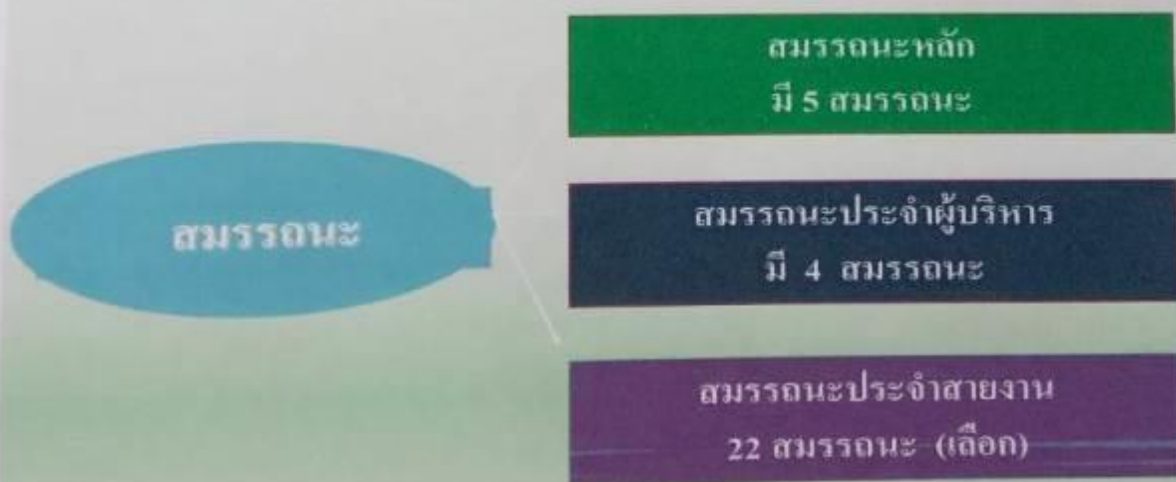 สมรรถนะหลัก
มี 5 สมรรถนะ
สมรรถนะ
สมรรถนะประจำผู้บริหาร
มี 4 สมรรถนะ
สมรรถนะประจำสายงาน
22 สมรรถนะ (เลือก)